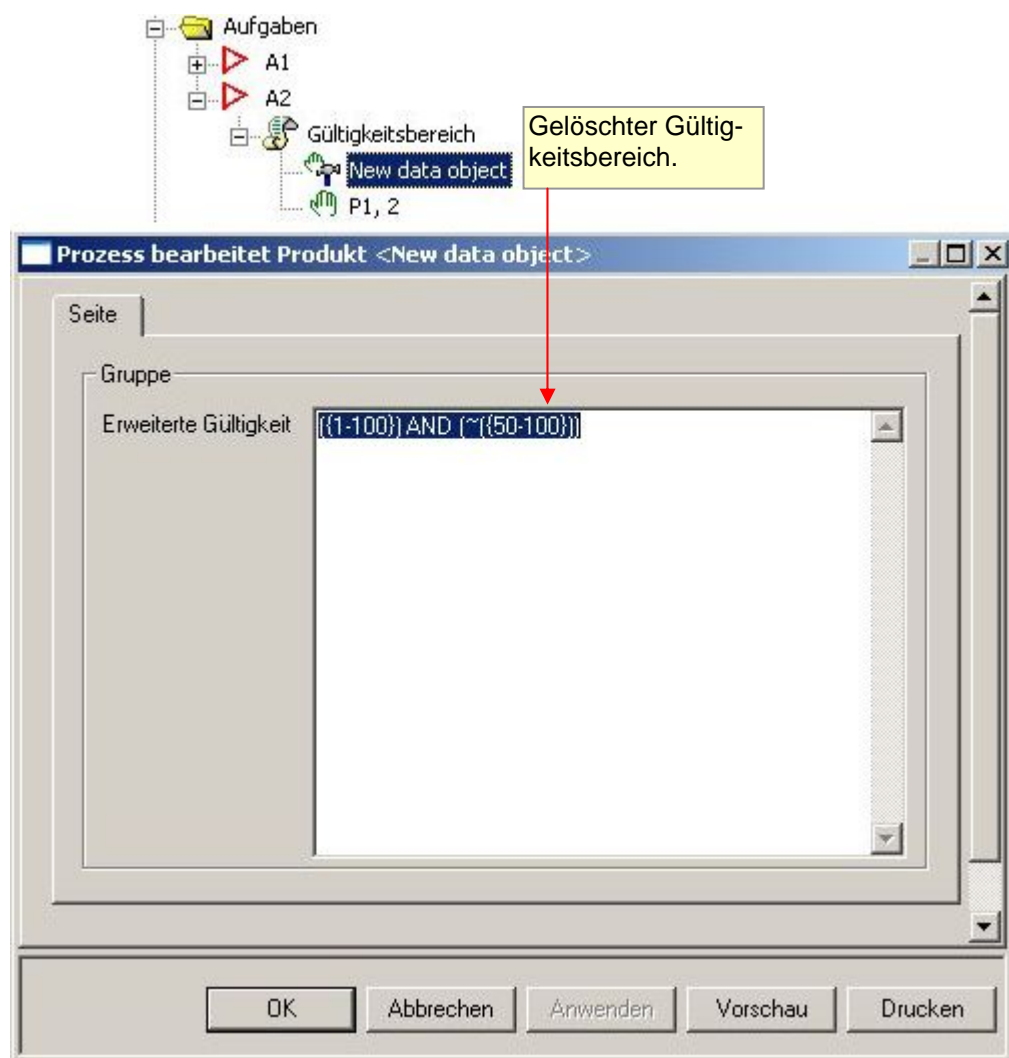 Aufgaben
A1
A2
Gültigkeitsbereich
New data object
P1, 2
Gelöschter Gültig-
keitsbereich.
Prozess bearbeitet Produkt <New data object>
Seite
Gruppe
Erweiterte Gültigkeit
({1-100}) AND (~({50-100}))
OK
Abbrechen
Anwenden
Vorschau
Drucken